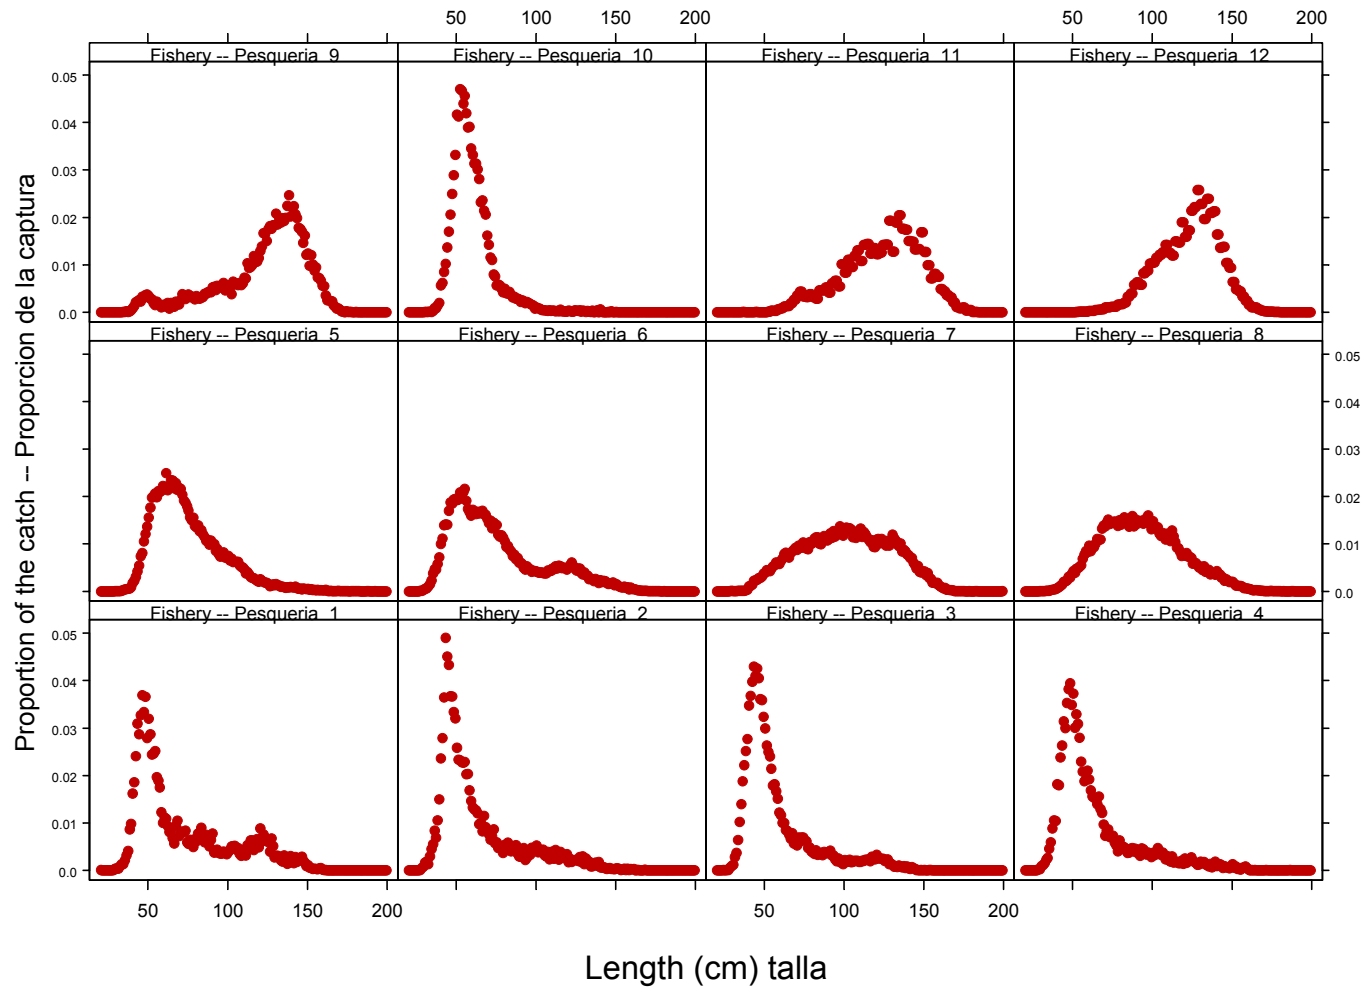 50 100 150 200 50 100 150 200
Fishery -- Pesqueria 9 Fishery -- Pesqueria 10 Fishery -- Pesqueria 11 Fishery -- Pesqueria 12
0.05
0.04
0.03
0.02
0.01
0.0
Fishery -- Pesqueria 5 Fishery -- Pesqueria 6 Fishery -- Pesqueria 7 Fishery -- Pesqueria 8
0.05
0.04
0.03
0.02
0.01
0.0
Fishery -- Pesqueria 1 Fishery -- Pesqueria 2 Fishery -- Pesqueria 3 Fishery -- Pesqueria 4
0.05
0.04
0.03
0.02
0.01
0.0
50 100 150 200 50 100 150 200
Proportion of the catch -- Proporcion de la captura
Length (cm) talla